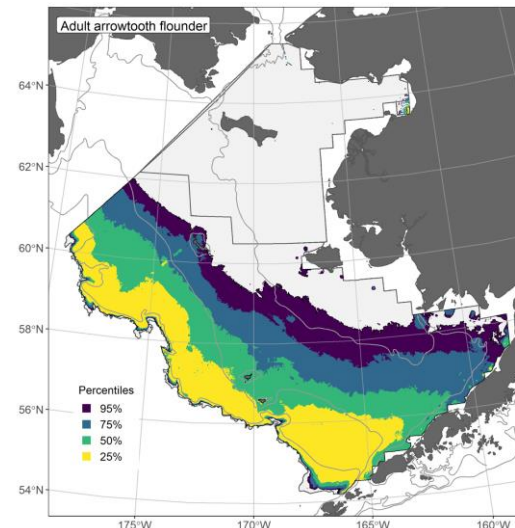 Adult arrowtooth flounder
64°N
62°N
60°N
58°N
56°N
54°N
Percentiles
95%
75%
50%
25%
175°W
170°W
165°W
160°W